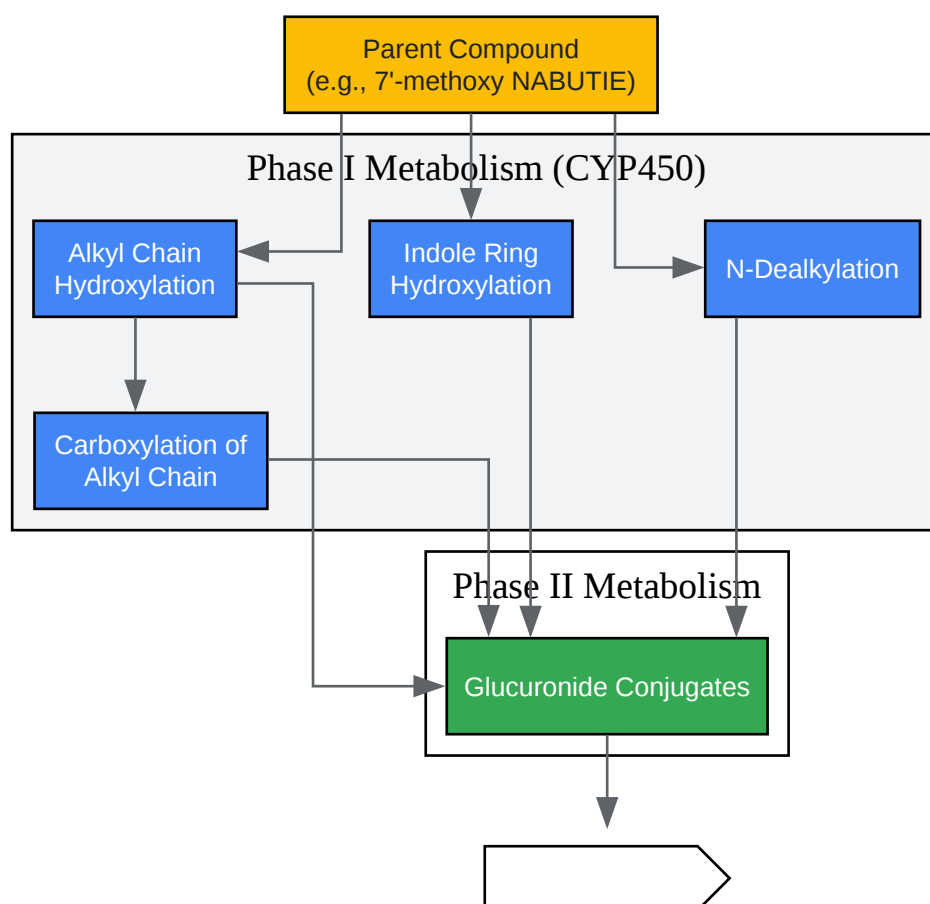 Parent Compound
(e.g., 7'-methoxy NABUTIE)
Phase I Metabolism (CYP450)
Alkyl Chain
Hydroxylation
Indole Ring
Hydroxylation
N-Dealkylation
Carboxylation of
Alkyl Chain
Phase II Metabolism
Glucuronide Conjugates